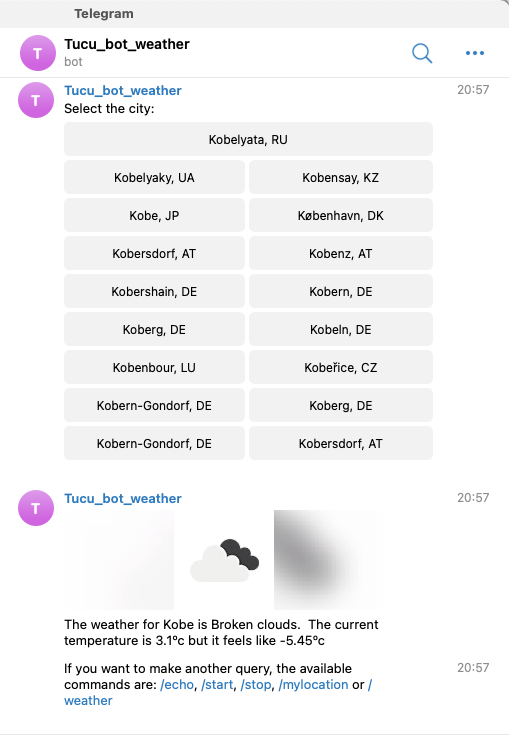 Telegram
T
Tucu_bot_weather
bot
T
Tucu_bot_weather
20:57
Select the city:
Kobelyata, RU
Kobelyaky, UA
Kobensay, KZ
Kobe, JP
København, DK
Kobersdorf, AT
Kobenz, AT
Kobershain, DE
Kobern, DE
Koberg, DE
Kobeln, DE
Kobenbour, LU
Kobeřice, CZ
Kobern-Gondorf, DE
Koberg, DE
Kobern-Gondorf, DE
Kobersdorf, AT
T
Tucu_bot_weather
20:57
The weather for Kobe is Broken clouds.  The current
temperature is 3.1°c but it feels like -5.45°c
If you want to make another query, the available
20:57
commands are: /echo, /start, /stop, /mylocation or /
weather